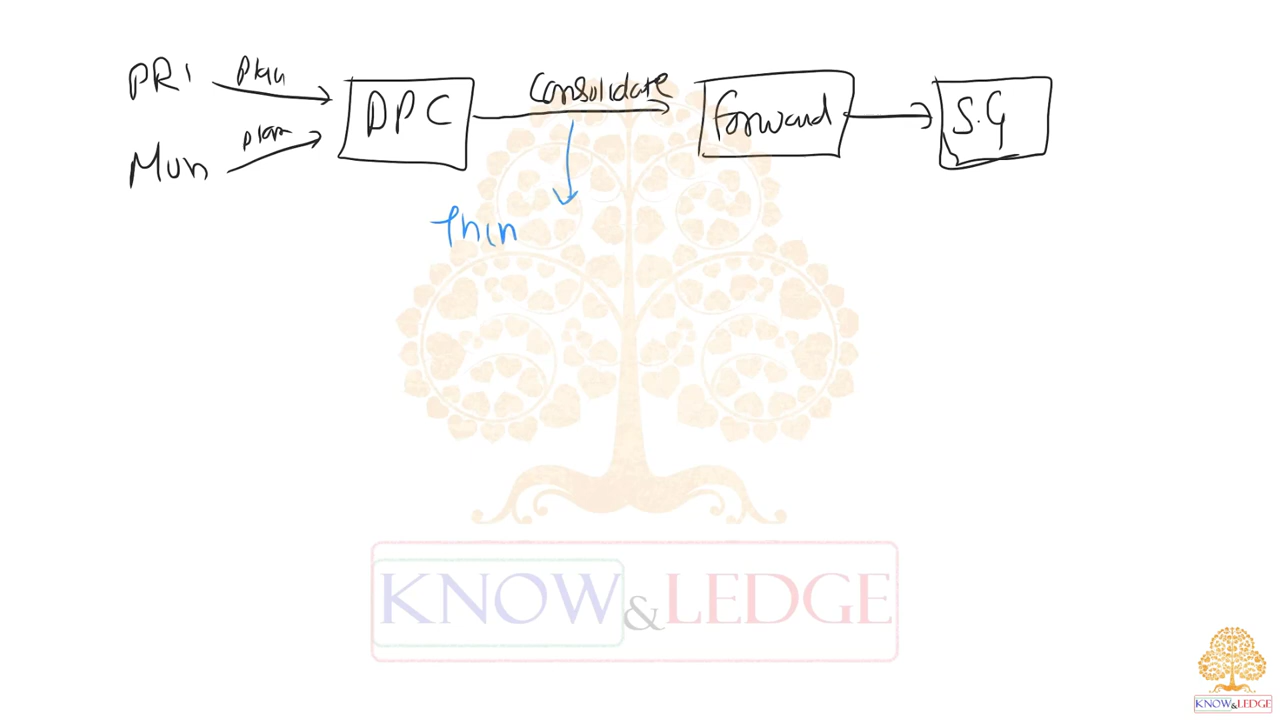 PRI plan
DPC
Consolidate
Forward
S.G
Mun plan
Thin
KNOW&LEDGE
KNOW&LEDGE